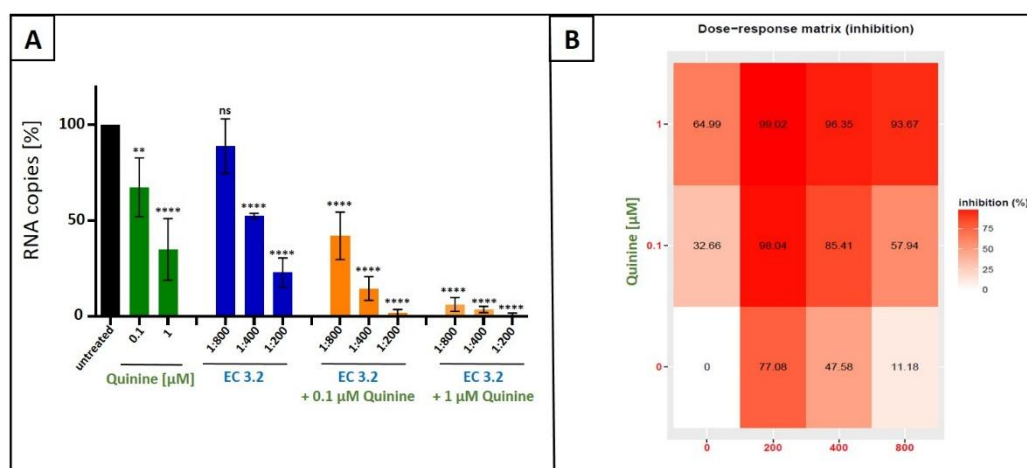 A
RNA copies [%]
100
50
0
ns
**
****
****
****
****
****
****
****
****
****
untreated
0.1
1
1:800
1:400
1:200
1:800
1:400
1:200
1:800
1:400
1:200
Quinine [µM]
EC 3.2
EC 3.2
+ 0.1 µM Quinine
EC 3.2
+ 1 µM Quinine
B
Dose-response matrix (inhibition)
Quinine [µM]
1
64.99 99.02 96.35 93.67
0.1
32.66 98.04 85.41 57.94
0
0 77.08 47.58 11.18
0 200 400 800
inhibition (%)
75
50
25
0